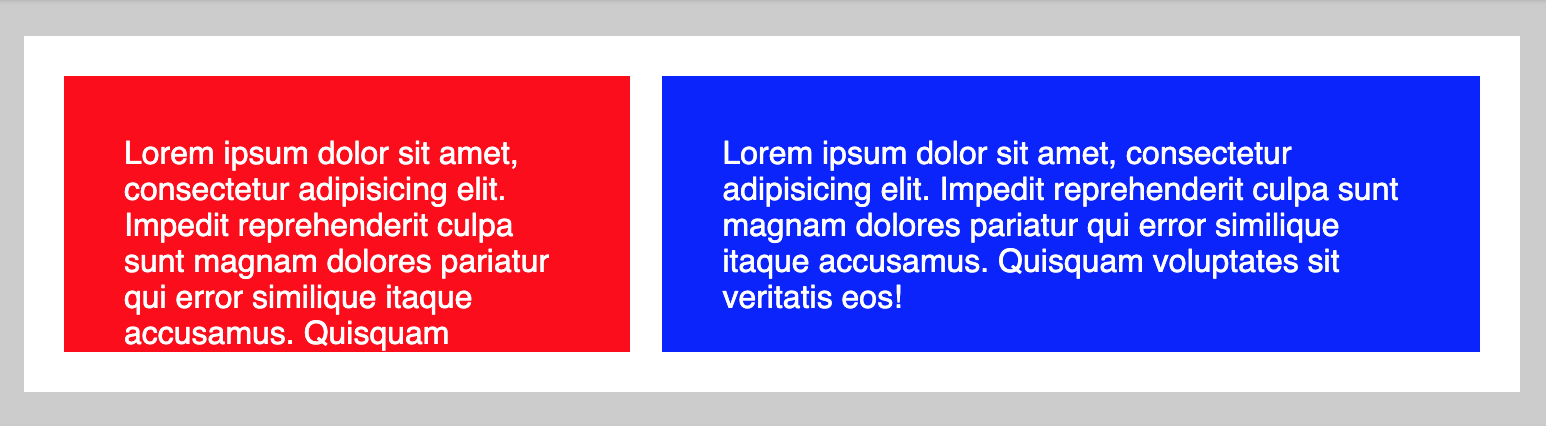 Lorem ipsum dolor sit amet,
consectetur adipisicing elit.
Impedit reprehenderit culpa
sunt magnam dolores pariatur
qui error similique itaque
accusamus. Quisquam
Lorem ipsum dolor sit amet, consectetur
adipisicing elit. Impedit reprehenderit culpa sunt
magnam dolores pariatur qui error similique
itaque accusamus. Quisquam voluptates sit
veritatis eos!